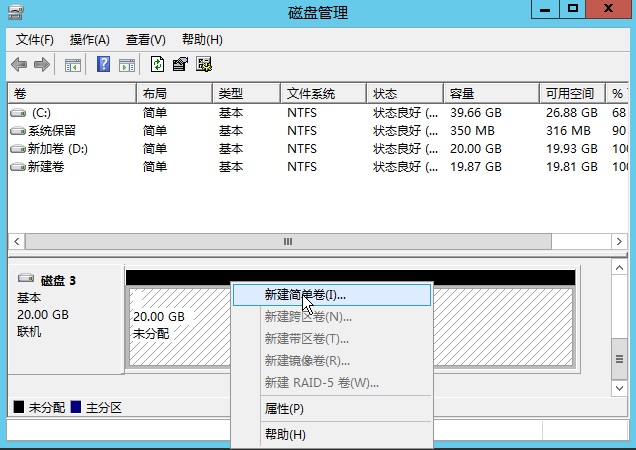 磁盘管理
文件(F) 操作(A) 查看(V) 帮助(H)
卷 布局 类型 文件系统 状态 容量 可用空间 %
(C:) 简单 基本 NTFS 状态良好 (... 39.66 GB 26.88 GB 68
系统保留 简单 基本 NTFS 状态良好 (... 350 MB 316 MB 90
新加卷 (D:) 简单 基本 NTFS 状态良好 (... 20.00 GB 19.93 GB 100
新建卷 简单 基本 NTFS 状态良好 (... 19.87 GB 19.81 GB 100
磁盘 3
基本
20.00 GB
联机
20.00 GB
未分配
新建简单卷(I)...
新建跨区卷(N)...
新建带区卷(T)...
新建镜像卷(R)...
新建 RAID-5 卷(W)...
属性(P)
帮助(H)
未分配 主分区